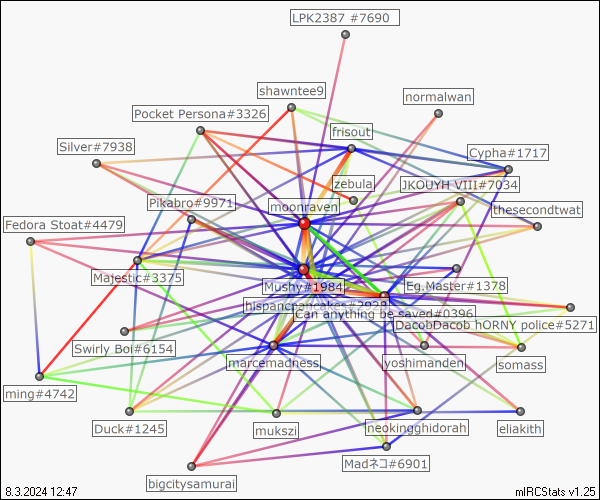 LPK2387 #7690
shawntee9
normalwan
Pocket Persona#3326
frisout
Silver#7938
Cypha#1717
zebula
JKOUYH VIII#7034
Pikabro#9971
moonraven
thesecondtwat
Fedora Stoat#4479
Majestic#3375
Mushy#1984
Eg.Master#1378
hispanicpancakes#2929
Can anything be saved#0396
DacobDacob hORNY police#5271
Swirly Boi#6154
marcemadness
yoshimanden
somass
ming#4742
Duck#1245
mukszi
neokingghidorah
eliakith
Madネコ#6901
bigcitysamurai
8.3.2024 12:47
mIRCStats v1.25